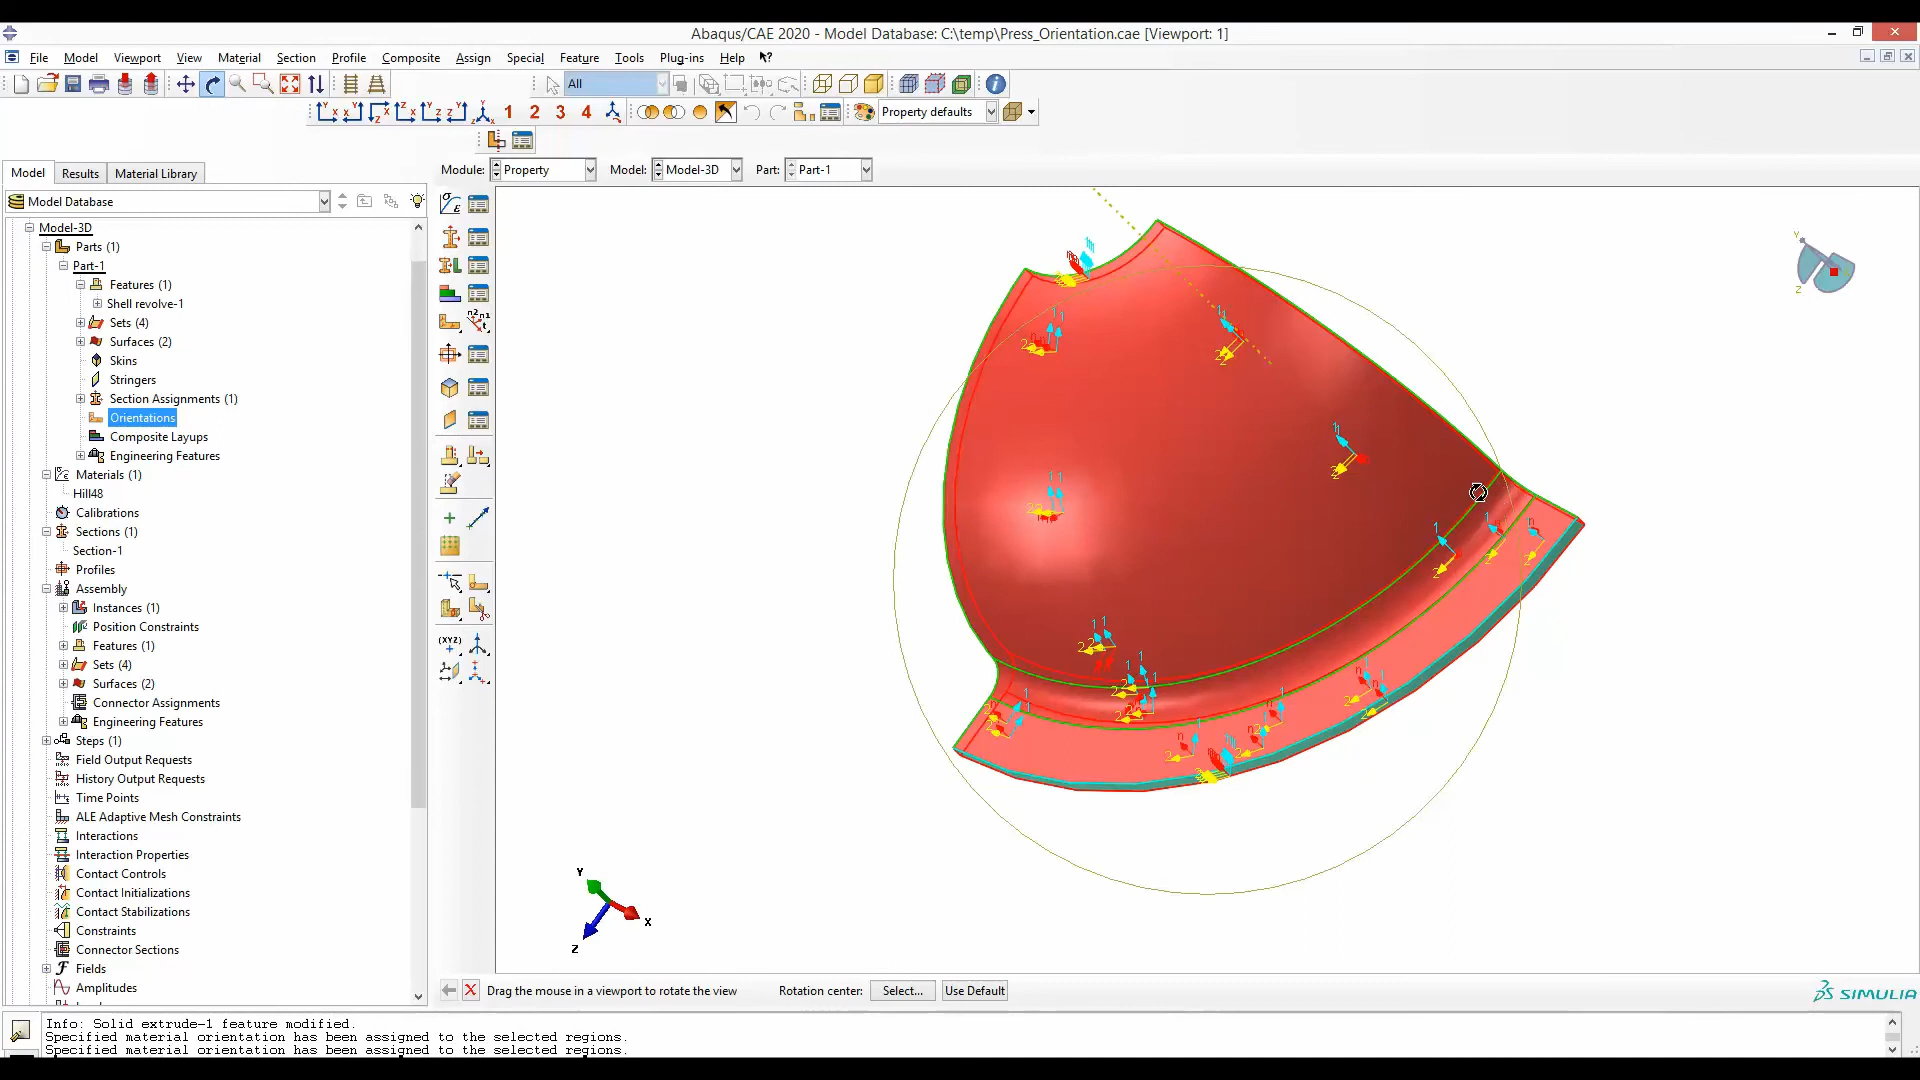 Abaqus/CAE 2020 - Model Database: C:\temp\Press_Orientation.cae [Viewport: 1]
File Model Viewport View Material Section Profile Composite Assign Special Feature Tools Plug-ins Help
All
1 2 3 4 Property defaults
Model Results Material Library
Module: Property Model: Model-3D Part: Part-1
Model Database
Model-3D
Parts (1)
Part-1
Features (1)
Shell revolve-1
Sets (4)
Surfaces (2)
Skins
Stringers
Section Assignments (1)
Orientations
Composite Layups
Engineering Features
Materials (1)
Hill48
Calibrations
Sections (1)
Section-1
Profiles
Assembly
Instances (1)
Position Constraints
Features (1)
Sets (4)
Surfaces (2)
Connector Assignments
Engineering Features
Steps (1)
Field Output Requests
History Output Requests
Time Points
ALE Adaptive Mesh Constraints
Interactions
Interaction Properties
Contact Controls
Contact Initializations
Contact Stabilizations
Constraints
Connector Sections
Fields
Amplitudes
(XYZ)
Y
Z
Y
X
Z
Drag the mouse in a viewport to rotate the view Rotation center: Select... Use Default
SIMULIA
Info: Solid extrude-1 feature modified.
Specified material orientation has been assigned to the selected regions.
Specified material orientation has been assigned to the selected regions.